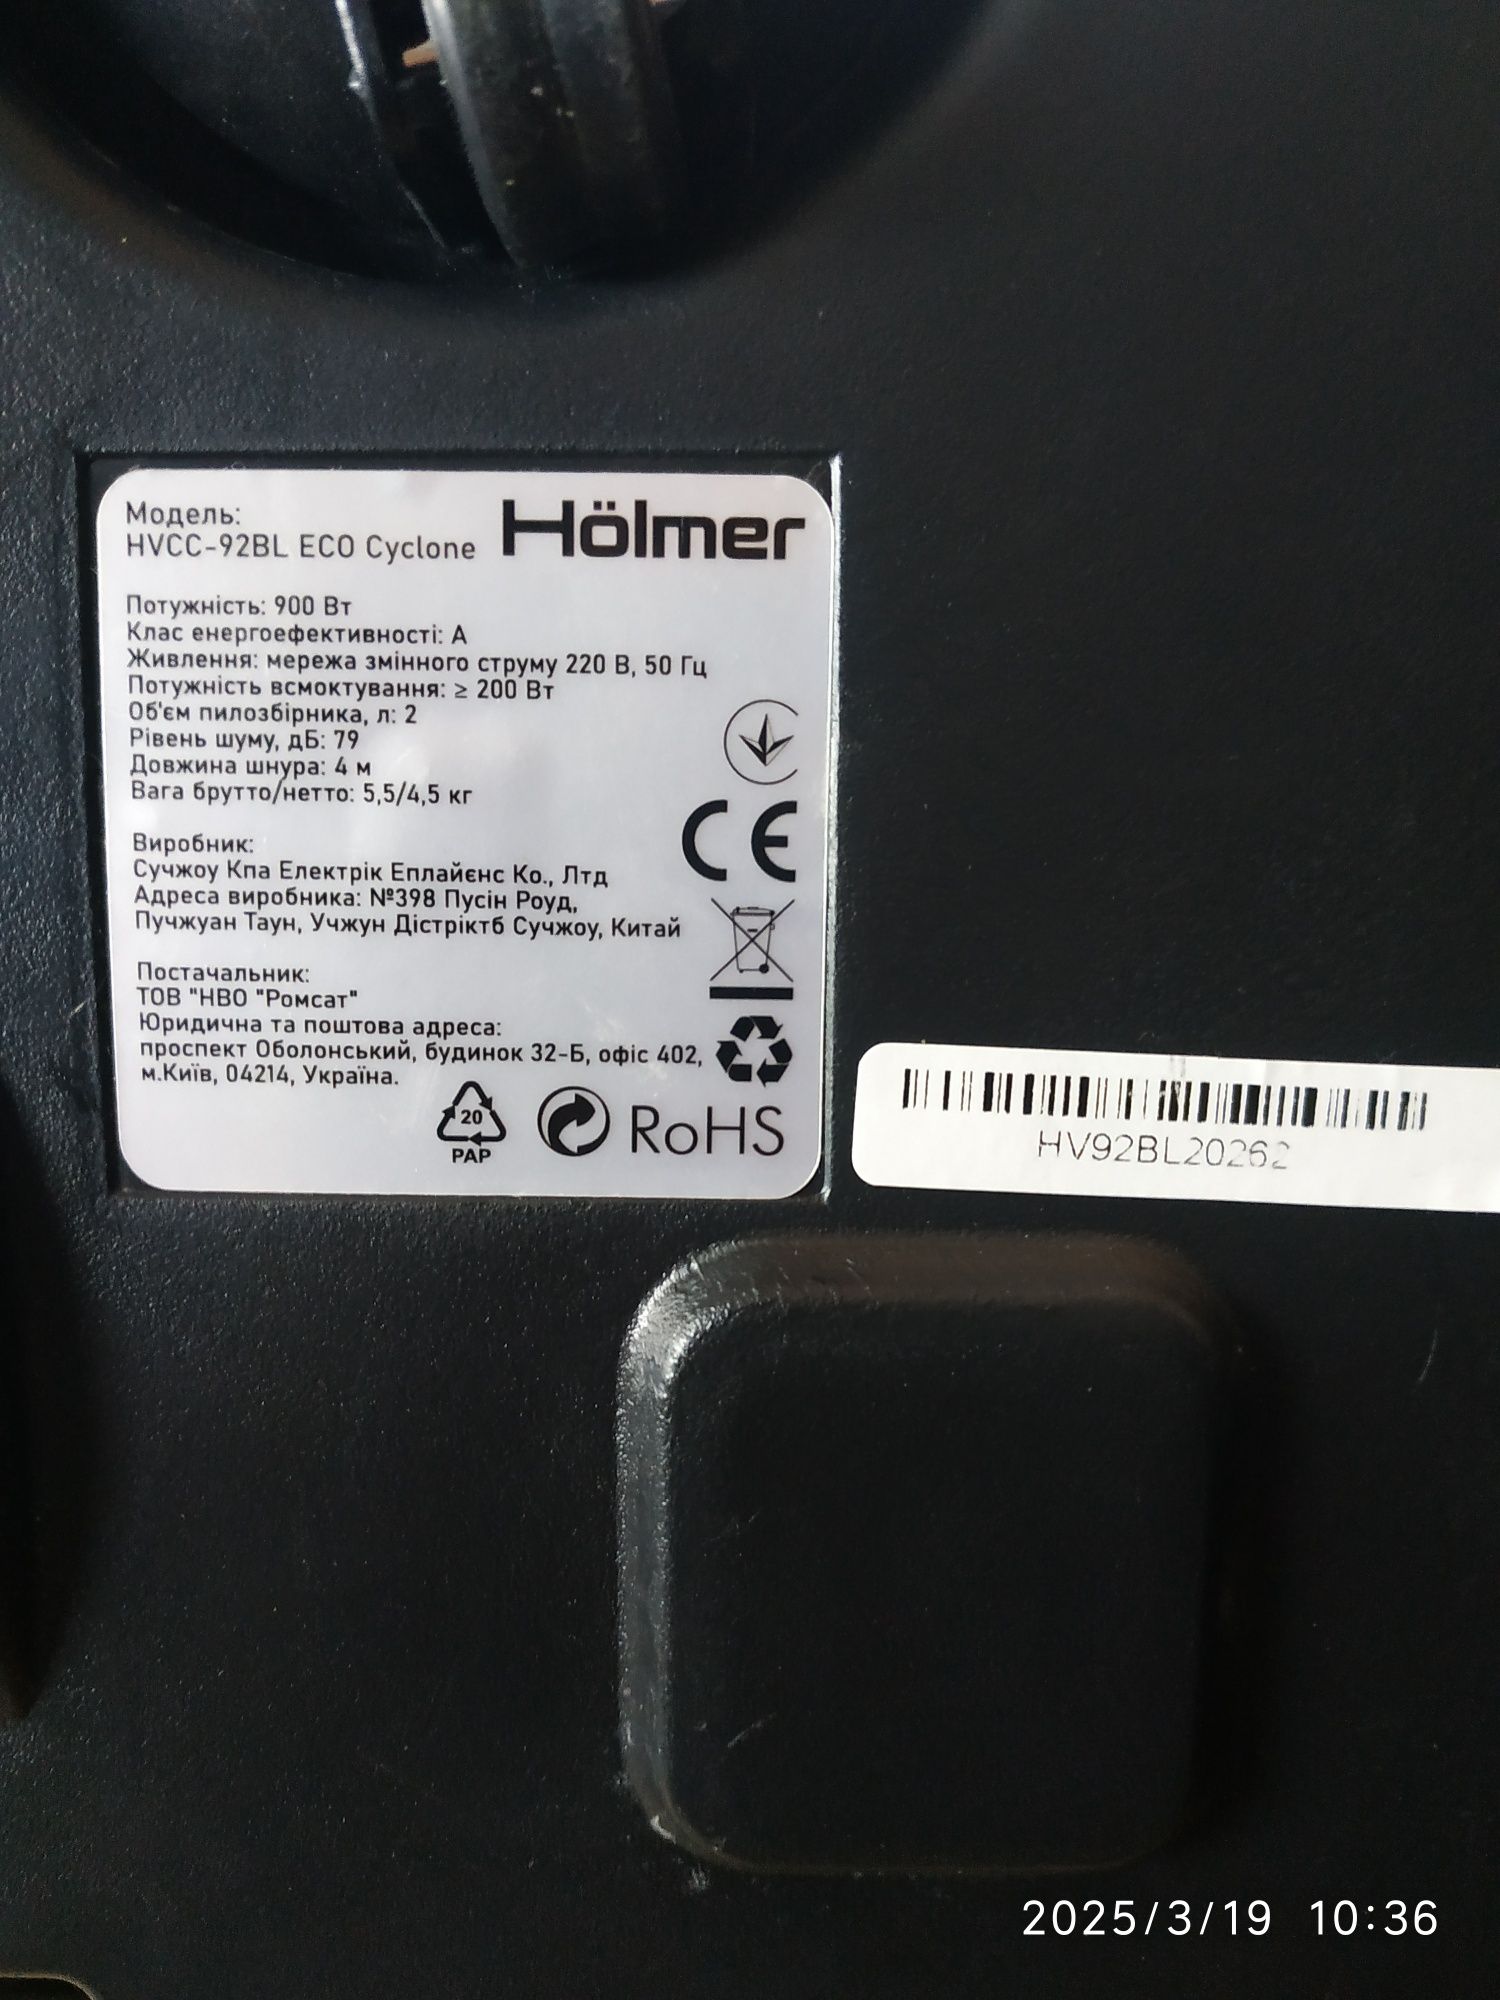 Модель:
HVCC-92BL ECO Cyclone
Hölmer
Потужність: 900 Вт
Клас енергоефективності: А
Живлення: мережа змінного струму 220 В, 50 Гц
Потужність всмоктування: ≥ 200 Вт
Об'єм пилозбірника, л: 2
Рівень шуму, дБ: 79
Довжина шнура: 4 м
Вага брутто/нетто: 5,5/4,5 кг
CE
Виробник:
Сучжоу Кпа Електрік Еплайєнс Ко., Лтд
Адреса виробника: №398 Пусін Роуд,
Пучжуан Таун, Учжун Дістріктб Сучжоу, Китай
Постачальник:
ТОВ "НВО "Ромсат"
Юридична та поштова адреса:
проспект Оболонський, будинок 32-Б, офіс 402,
м.Київ, 04214, Україна.
20
PAP
RoHS
HV92BL20262
2025/3/19 10:36